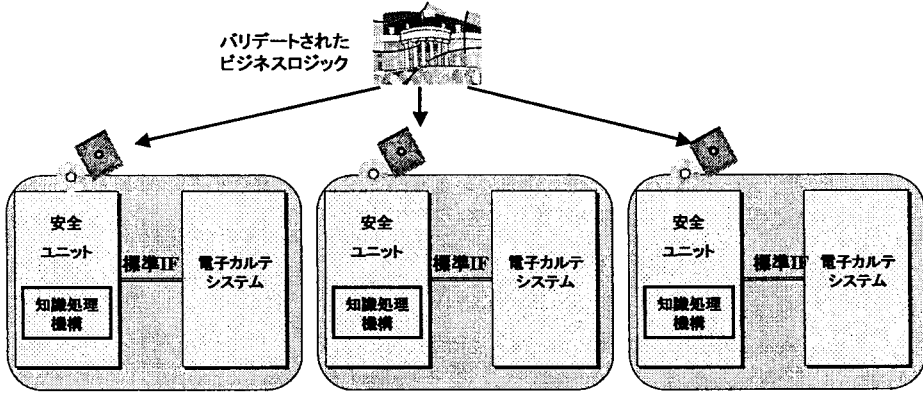 バリデートされた
ビジネスロジック
安全
ユニット
知識処理
機構
標準IF
電子カルテ
システム
安全
ユニット
知識処理
機構
標準IF
電子カルテ
システム
安全
ユニット
知識処理
機構
標準IF
電子カルテ
システム